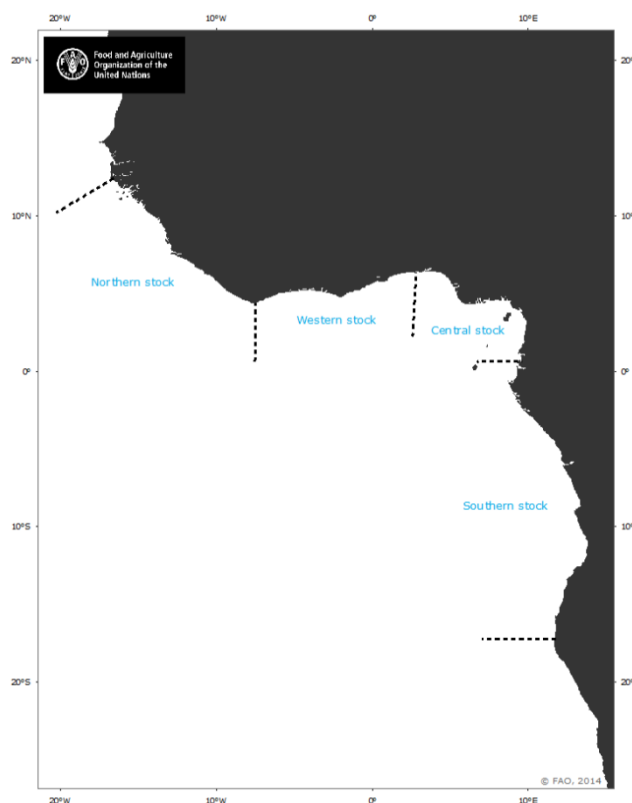 20°W 10°W 0° 10°E
Food and Agriculture
Organization of the
United Nations
20°N 20°N
10°N 10°N
Northern stock
Western stock
Central stock
0° 0°
Southern stock
10°S 10°S
20°S 20°S
© FAO, 2014
20°W 10°W 0° 10°E